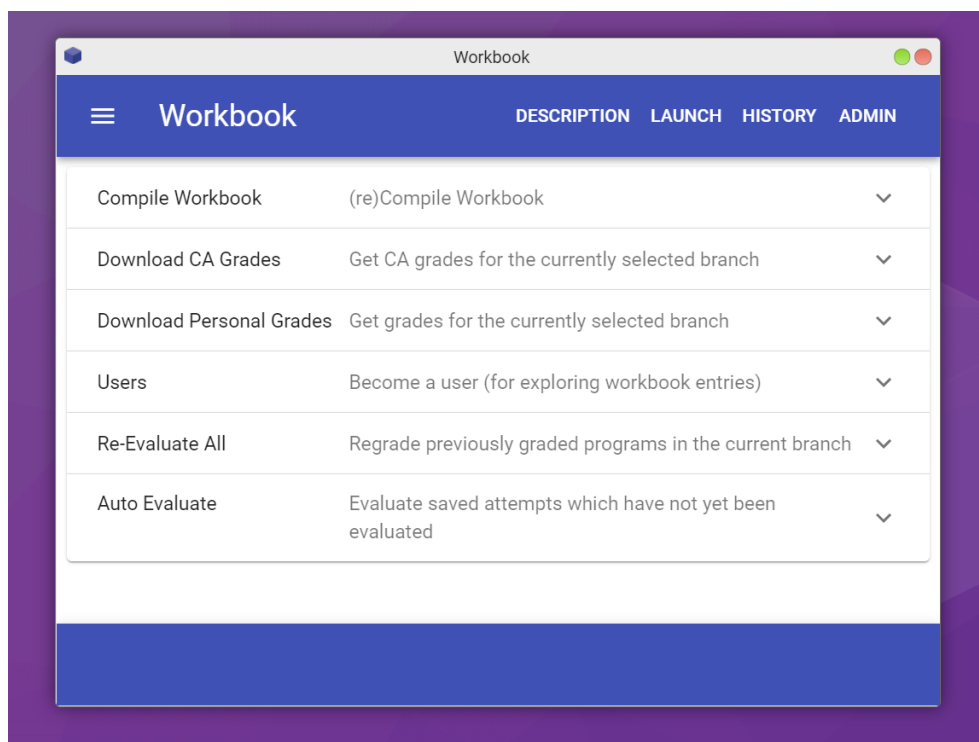 Workbook
Workbook DESCRIPTION LAUNCH HISTORY ADMIN
Compile Workbook (re)Compile Workbook
Download CA Grades Get CA grades for the currently selected branch
Download Personal Grades Get grades for the currently selected branch
Users Become a user (for exploring workbook entries)
Re-Evaluate All Regrade previously graded programs in the current branch
Auto Evaluate Evaluate saved attempts which have not yet been
evaluated